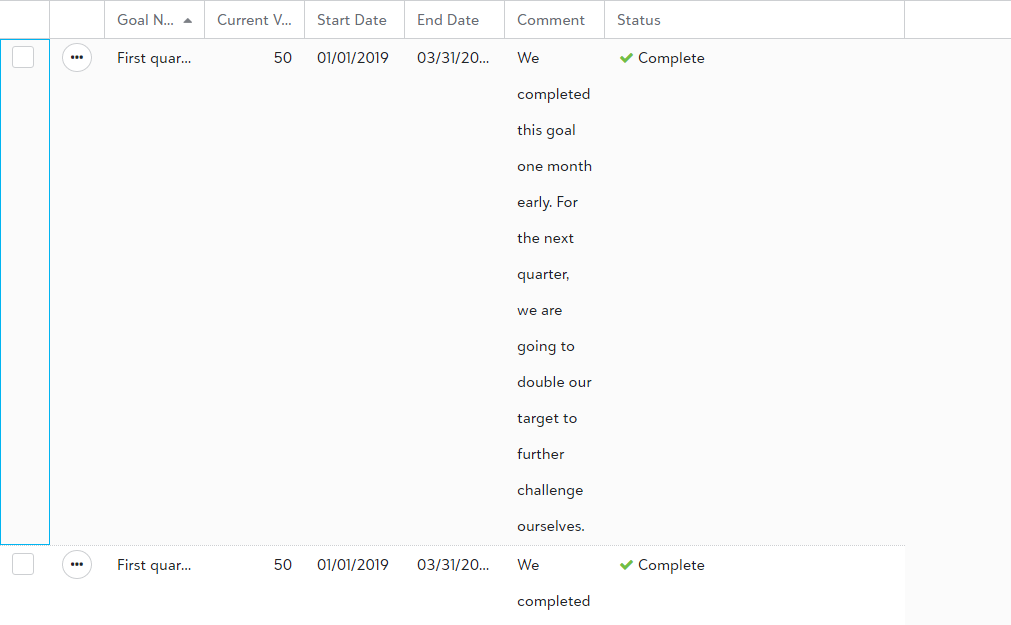 Goal N... Current V... Start Date End Date Comment Status
First quar... 50 01/01/2019 03/31/20... We Complete
completed
this goal
one month
early. For
the next
quarter,
we are
going to
double our
target to
further
challenge
ourselves.
First quar... 50 01/01/2019 03/31/20... We Complete
completed